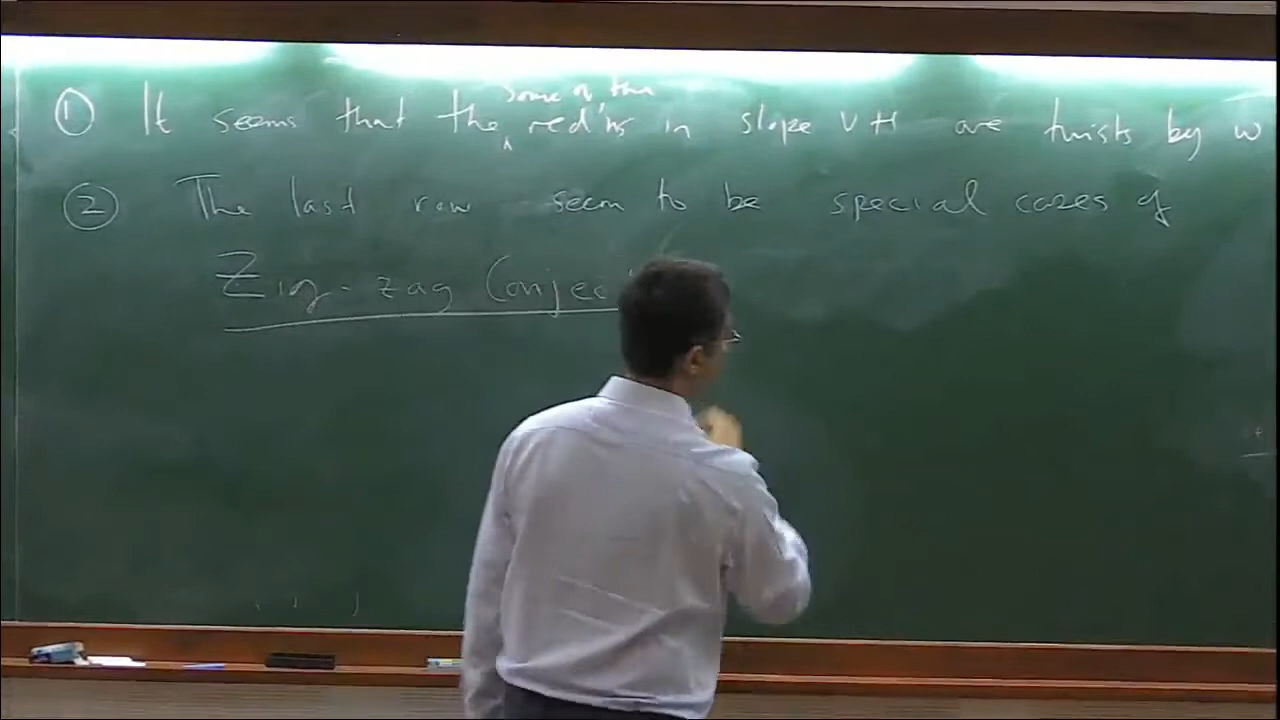 ① It seems that the some of the red'ns in slope v+1 are twists by ω
② The last row seem to be special cases of
Zig-zag Conjec